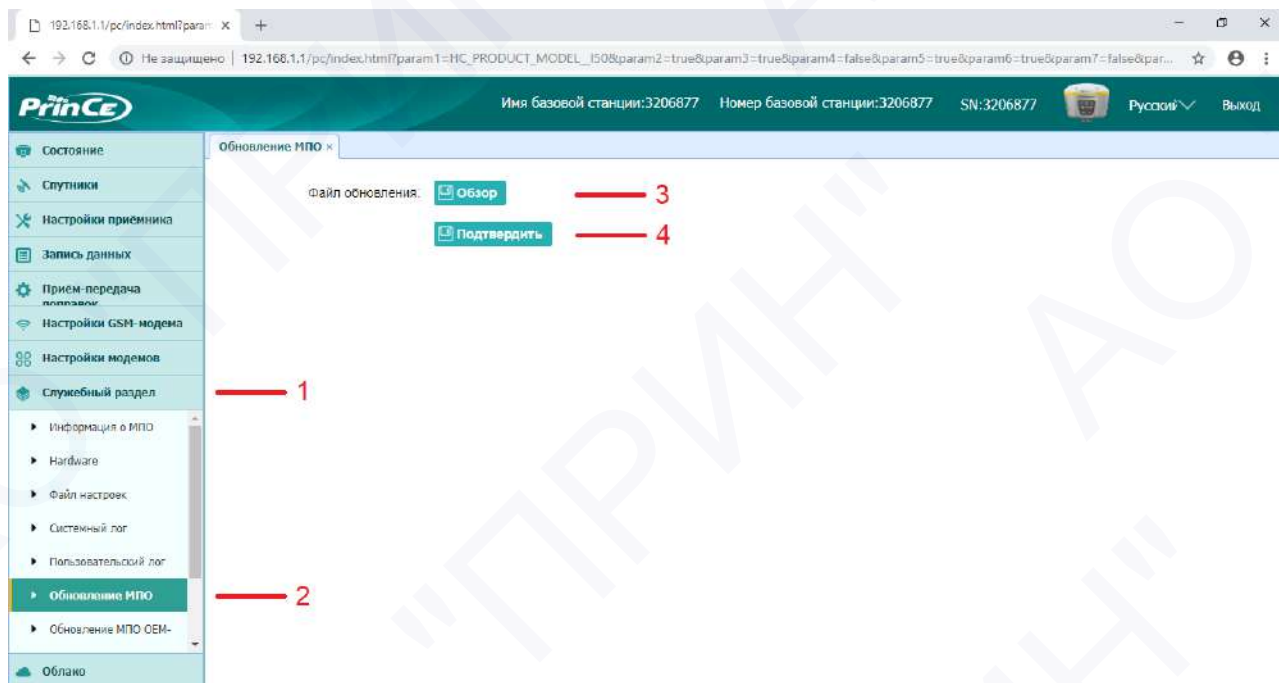 192.168.1.1/pc/index.html?param
Не защищено | 192.168.1.1/pc/index.html?param1=HC_PRODUCT_MODEL_I50&param2=true&param3=true&param4=false&param5=true&param6=true&param7=false&par...
PrinCE Имя базовой станции:3206877 Номер базовой станции:3206877 SN:3206877 Русский Выход
Состояние
Обновление МПО ×
Спутники
Файл обновления: Обзор 3
Настройки приёмника
Подтвердить 4
Запись данных
Прием-передача
поправок
Настройки GSM-модема
Настройки модемов
Служебный раздел 1
Информация о МПО
Hardware
Файл настроек
Системный лог
Пользовательский лог
Обновление МПО 2
Обновление МПО OEM-
Облако
АО "ПРИН"